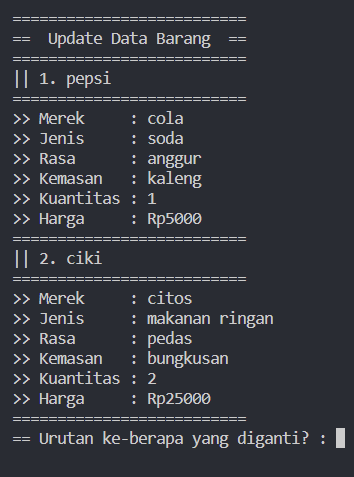 ==========================
==  Update Data Barang  ==
==========================
|| 1. pepsi
==========================
>> Merek     : cola
>> Jenis     : soda
>> Rasa      : anggur
>> Kemasan   : kaleng
>> Kuantitas : 1
>> Harga     : Rp5000
==========================
|| 2. ciki
==========================
>> Merek     : citos
>> Jenis     : makanan ringan
>> Rasa      : pedas
>> Kemasan   : bungkusan
>> Kuantitas : 2
>> Harga     : Rp25000
==========================
== Urutan ke-berapa yang diganti? :